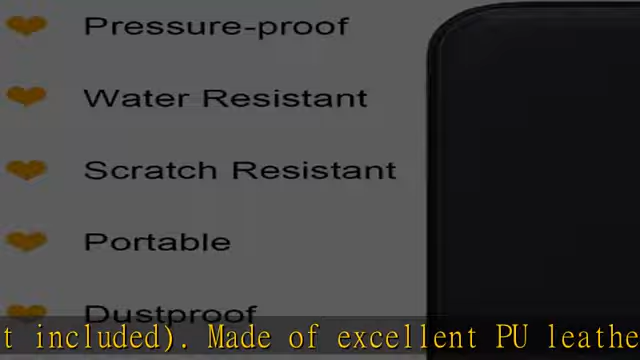 Pressure-proof
Water Resistant
Scratch Resistant
Portable
Dustproof
t included). Made of excellent PU leathe